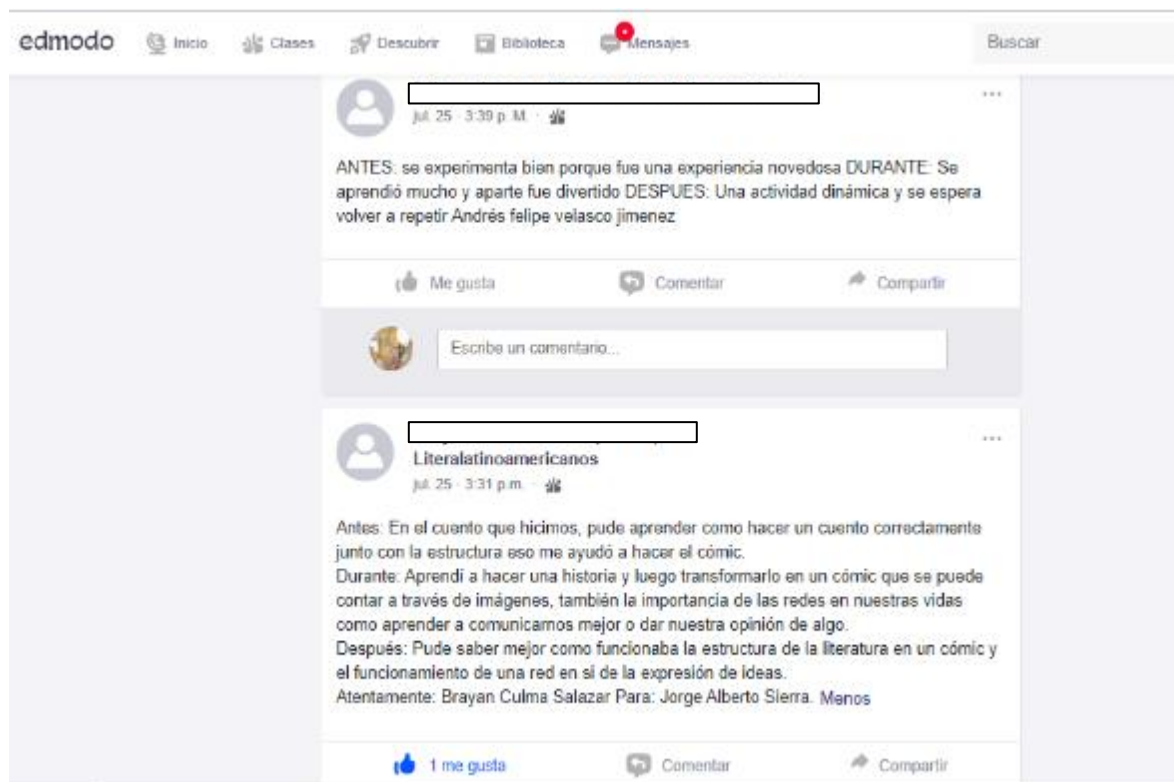 edmodo Inicio Clases Descubrir Biblioteca Mensajes Buscar
jul. 25 - 3:39 p. M. ·
ANTES: se experimenta bien porque fue una experiencia novedosa DURANTE: Se
aprendió mucho y aparte fue divertido DESPUES: Una actividad dinámica y se espera
volver a repetir Andrés felipe velasco jimenez
Me gusta Comentar Compartir
Escribe un comentario...
Literalatinoamericanos
jul. 25 - 3:31 p.m. ·
Antes: En el cuento que hicimos, pude aprender como hacer un cuento correctamente
junto con la estructura eso me ayudó a hacer el cómic.
Durante: Aprendí a hacer una historia y luego transformarlo en un cómic que se puede
contar a través de imágenes, también la importancia de las redes en nuestras vidas
como aprender a comunicarnos mejor o dar nuestra opinión de algo.
Después: Pude saber mejor como funcionaba la estructura de la literatura en un cómic y
el funcionamiento de una red en si de la expresión de ideas.
Atentamente: Brayan Culma Salazar Para: Jorge Alberto Sierra. Menos
1 me gusta Comentar Compartir